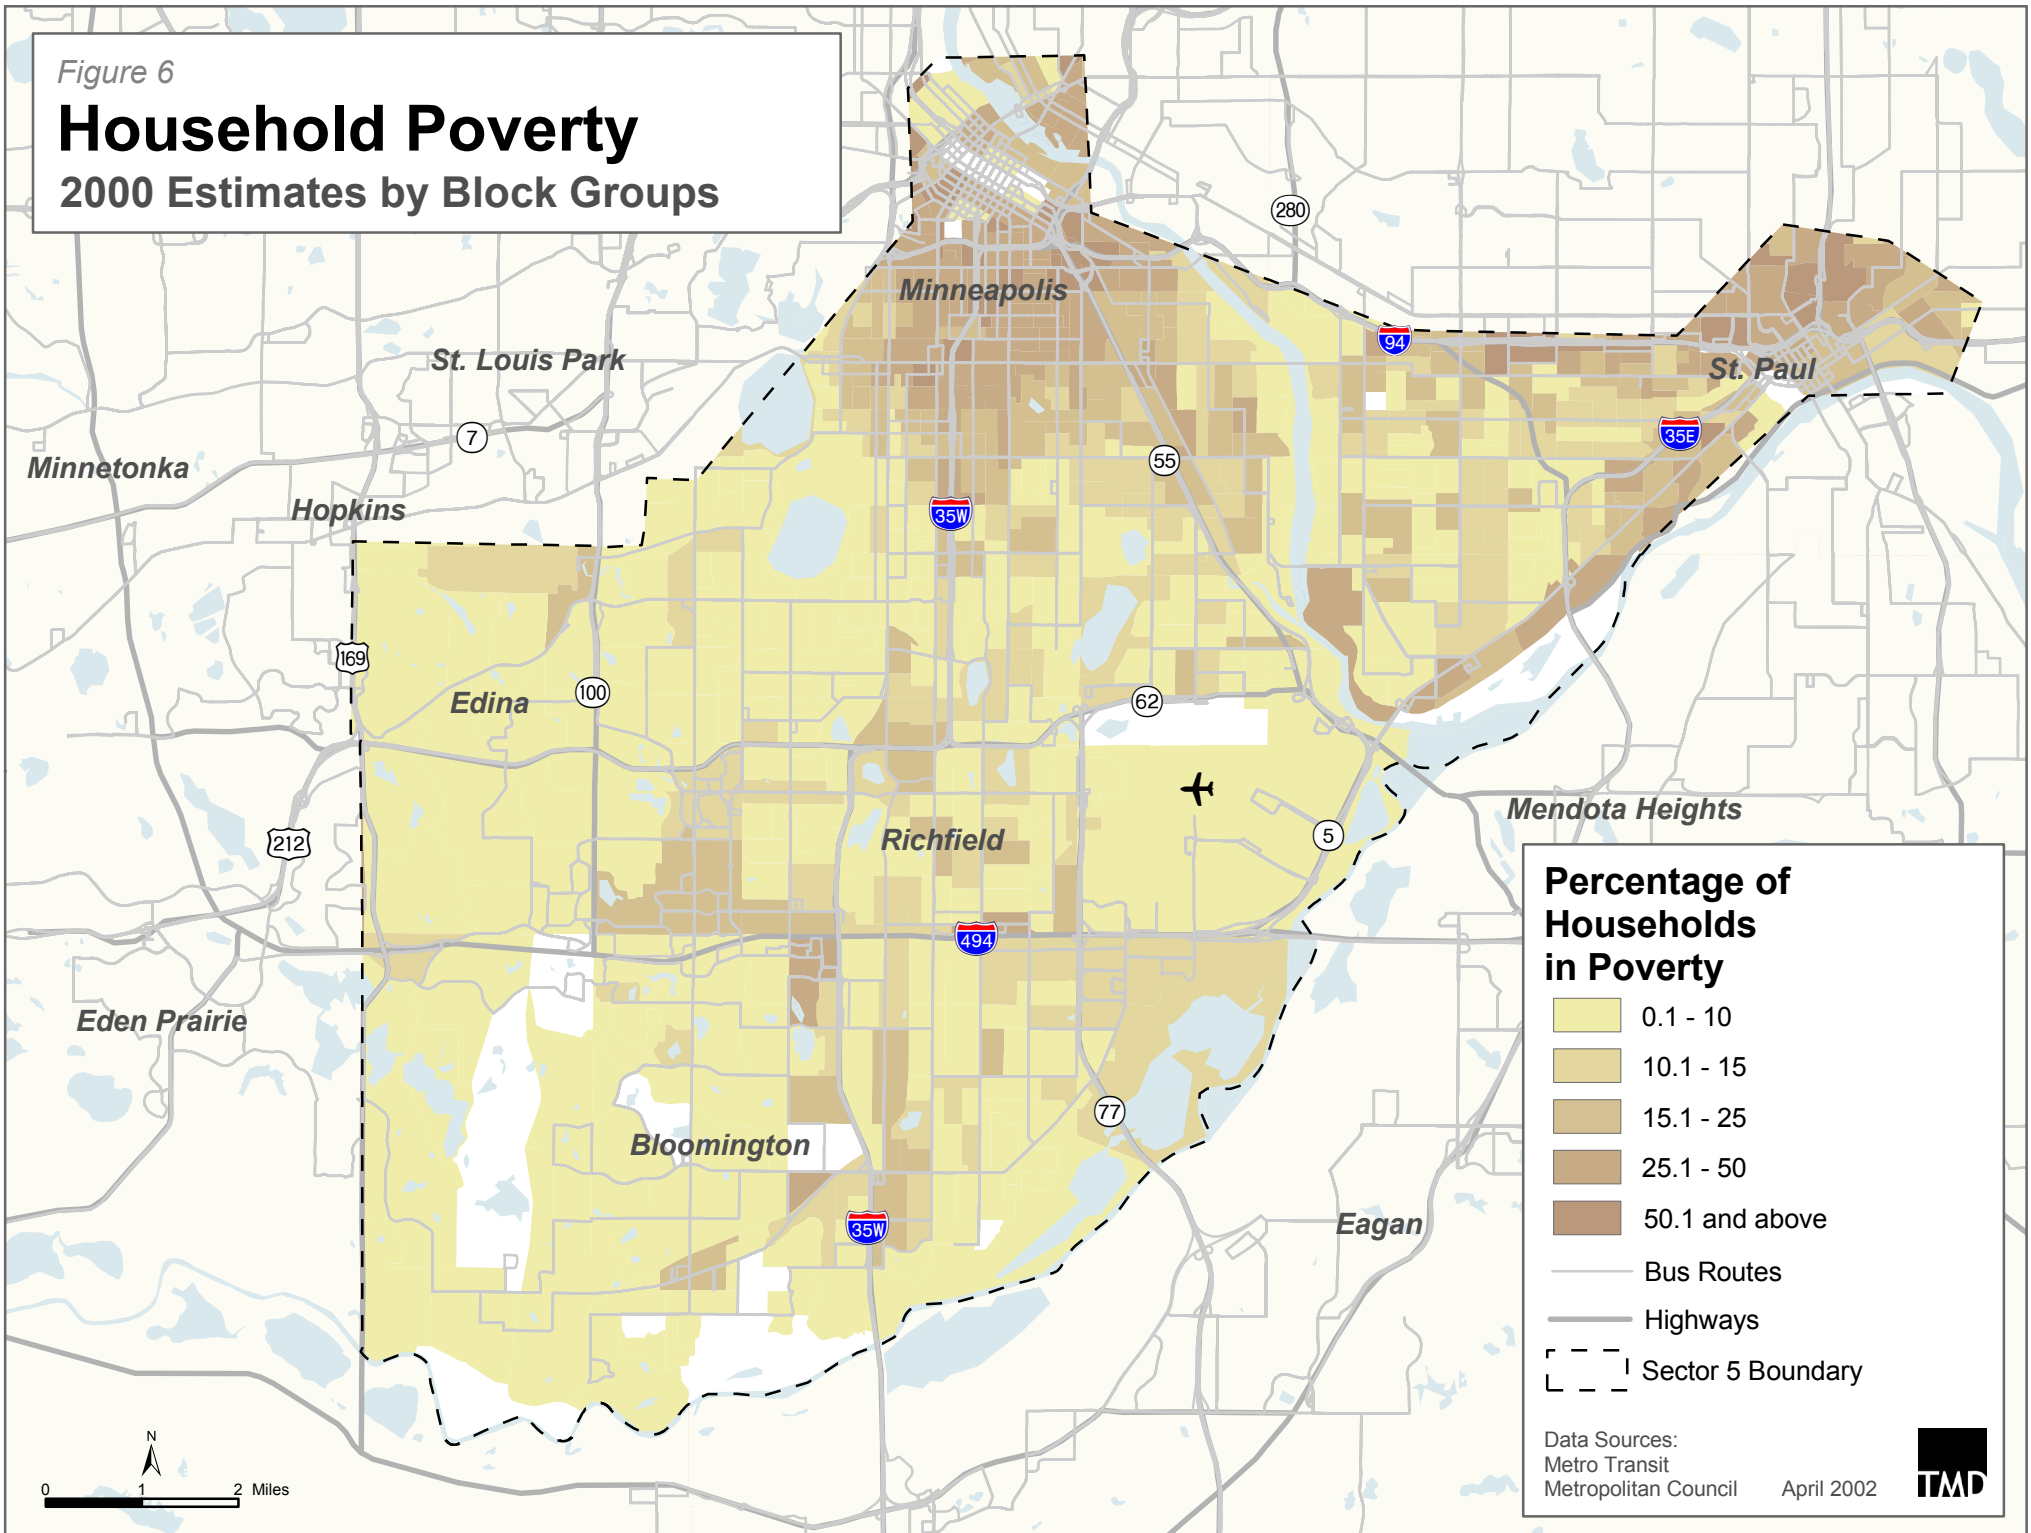 Figure 6
Household Poverty
2000 Estimates by Block Groups
280
Minneapolis
94
St. Louis Park
St. Paul
7
35E
Minnetonka
55
Hopkins
35W
169
Edina
100
62
Mendota Heights
212
Richfield
5
494
Eden Prairie
77
Bloomington
35W
Eagan
Percentage of
Households
in Poverty
0.1 - 10
10.1 - 15
15.1 - 25
25.1 - 50
50.1 and above
Bus Routes
Highways
Sector 5 Boundary
Data Sources:
Metro Transit
Metropolitan Council April 2002
TMD
N
0 1 2 Miles